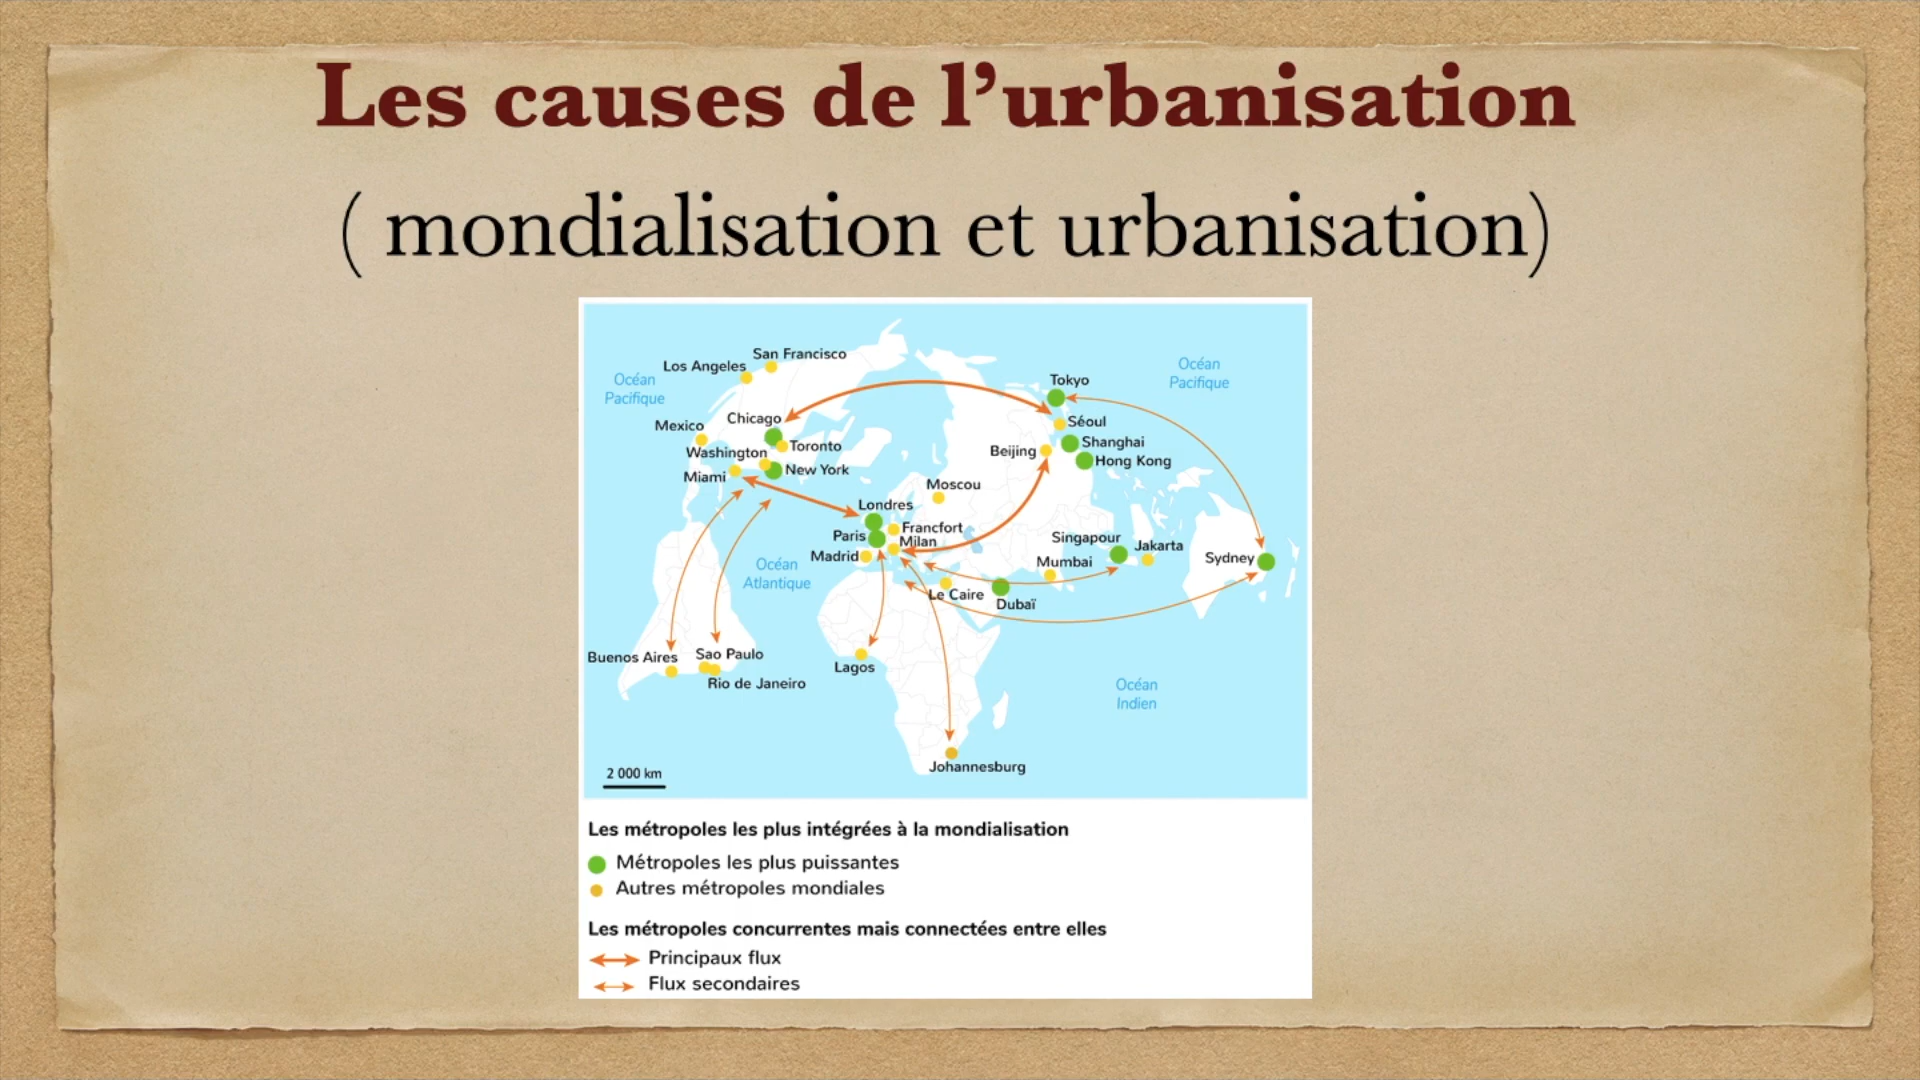 Les causes de l’urbanisation
( mondialisation et urbanisation)
San Francisco
Los Angeles
Océan
Pacifique
Océan
Pacifique
Tokyo
Chicago
Mexico
Séoul
Toronto
Shanghai
Washington
Beijing
Hong Kong
New York
Miami
Moscou
Londres
Francfort
Paris
Milan
Madrid
Singapour
Jakarta
Sydney
Mumbai
Océan
Atlantique
Le Caire
Dubaï
Buenos Aires
Sao Paulo
Rio de Janeiro
Lagos
Océan
Indien
Johannesburg
2 000 km
Les métropoles les plus intégrées à la mondialisation
Métropoles les plus puissantes
Autres métropoles mondiales
Les métropoles concurrentes mais connectées entre elles
Principaux flux
Flux secondaires